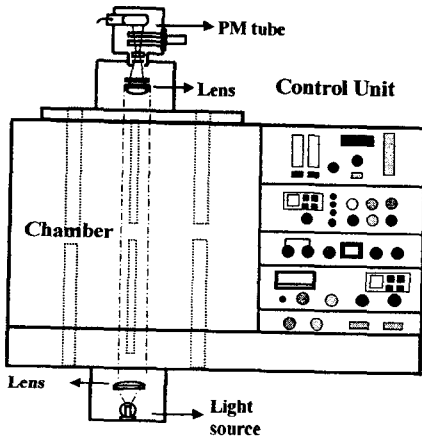 PM tube
Lens
Control Unit
Chamber
Lens
Light
source